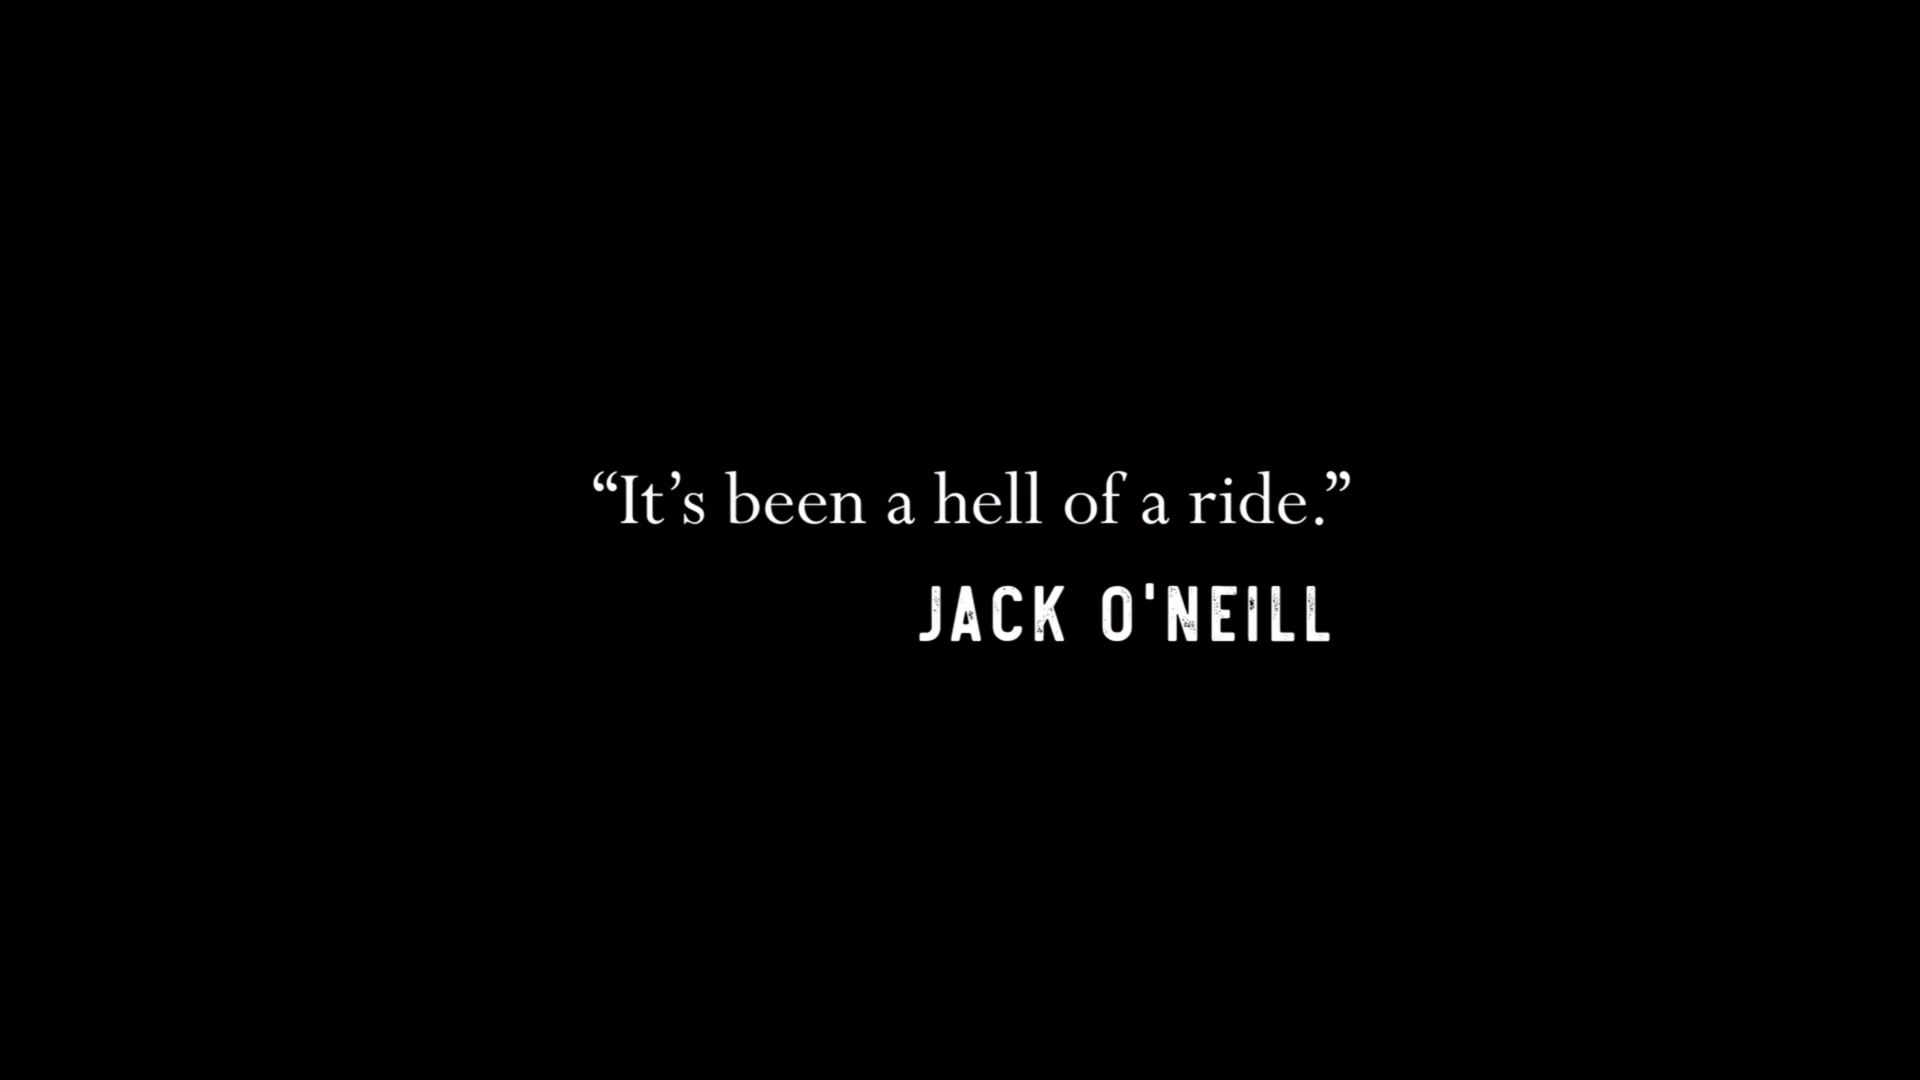 “It’s been a hell of a ride.”
JACK O'NEILL